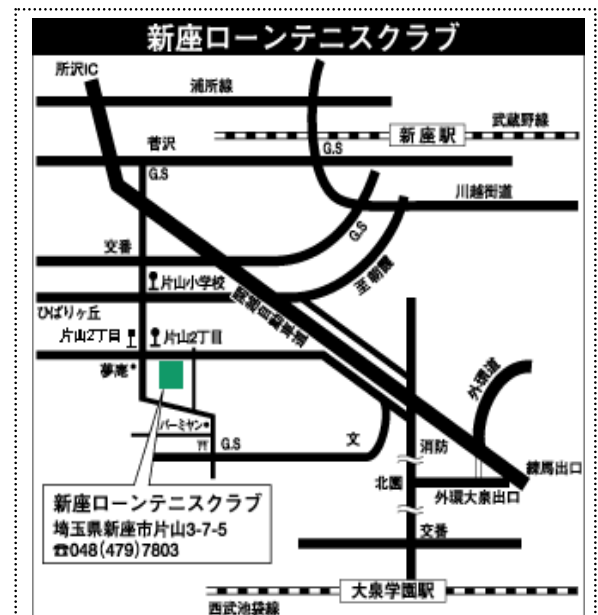 新座ローンテニスクラブ
所沢IC
浦所線
武蔵野線
新座駅
菅沢
G.S
G.S
川越街道
G.S
交番
至 朝霞
片山小学校
関越自動車道
ひばりヶ丘
片山2丁目
片山2丁目
外環道
夢庵
バーミヤン
G.S
文
消防
練馬出口
北園
外環大泉出口
新座ローンテニスクラブ
埼玉県新座市片山3-7-5
☎048(479)7803
交番
大泉学園駅
西武池袋線